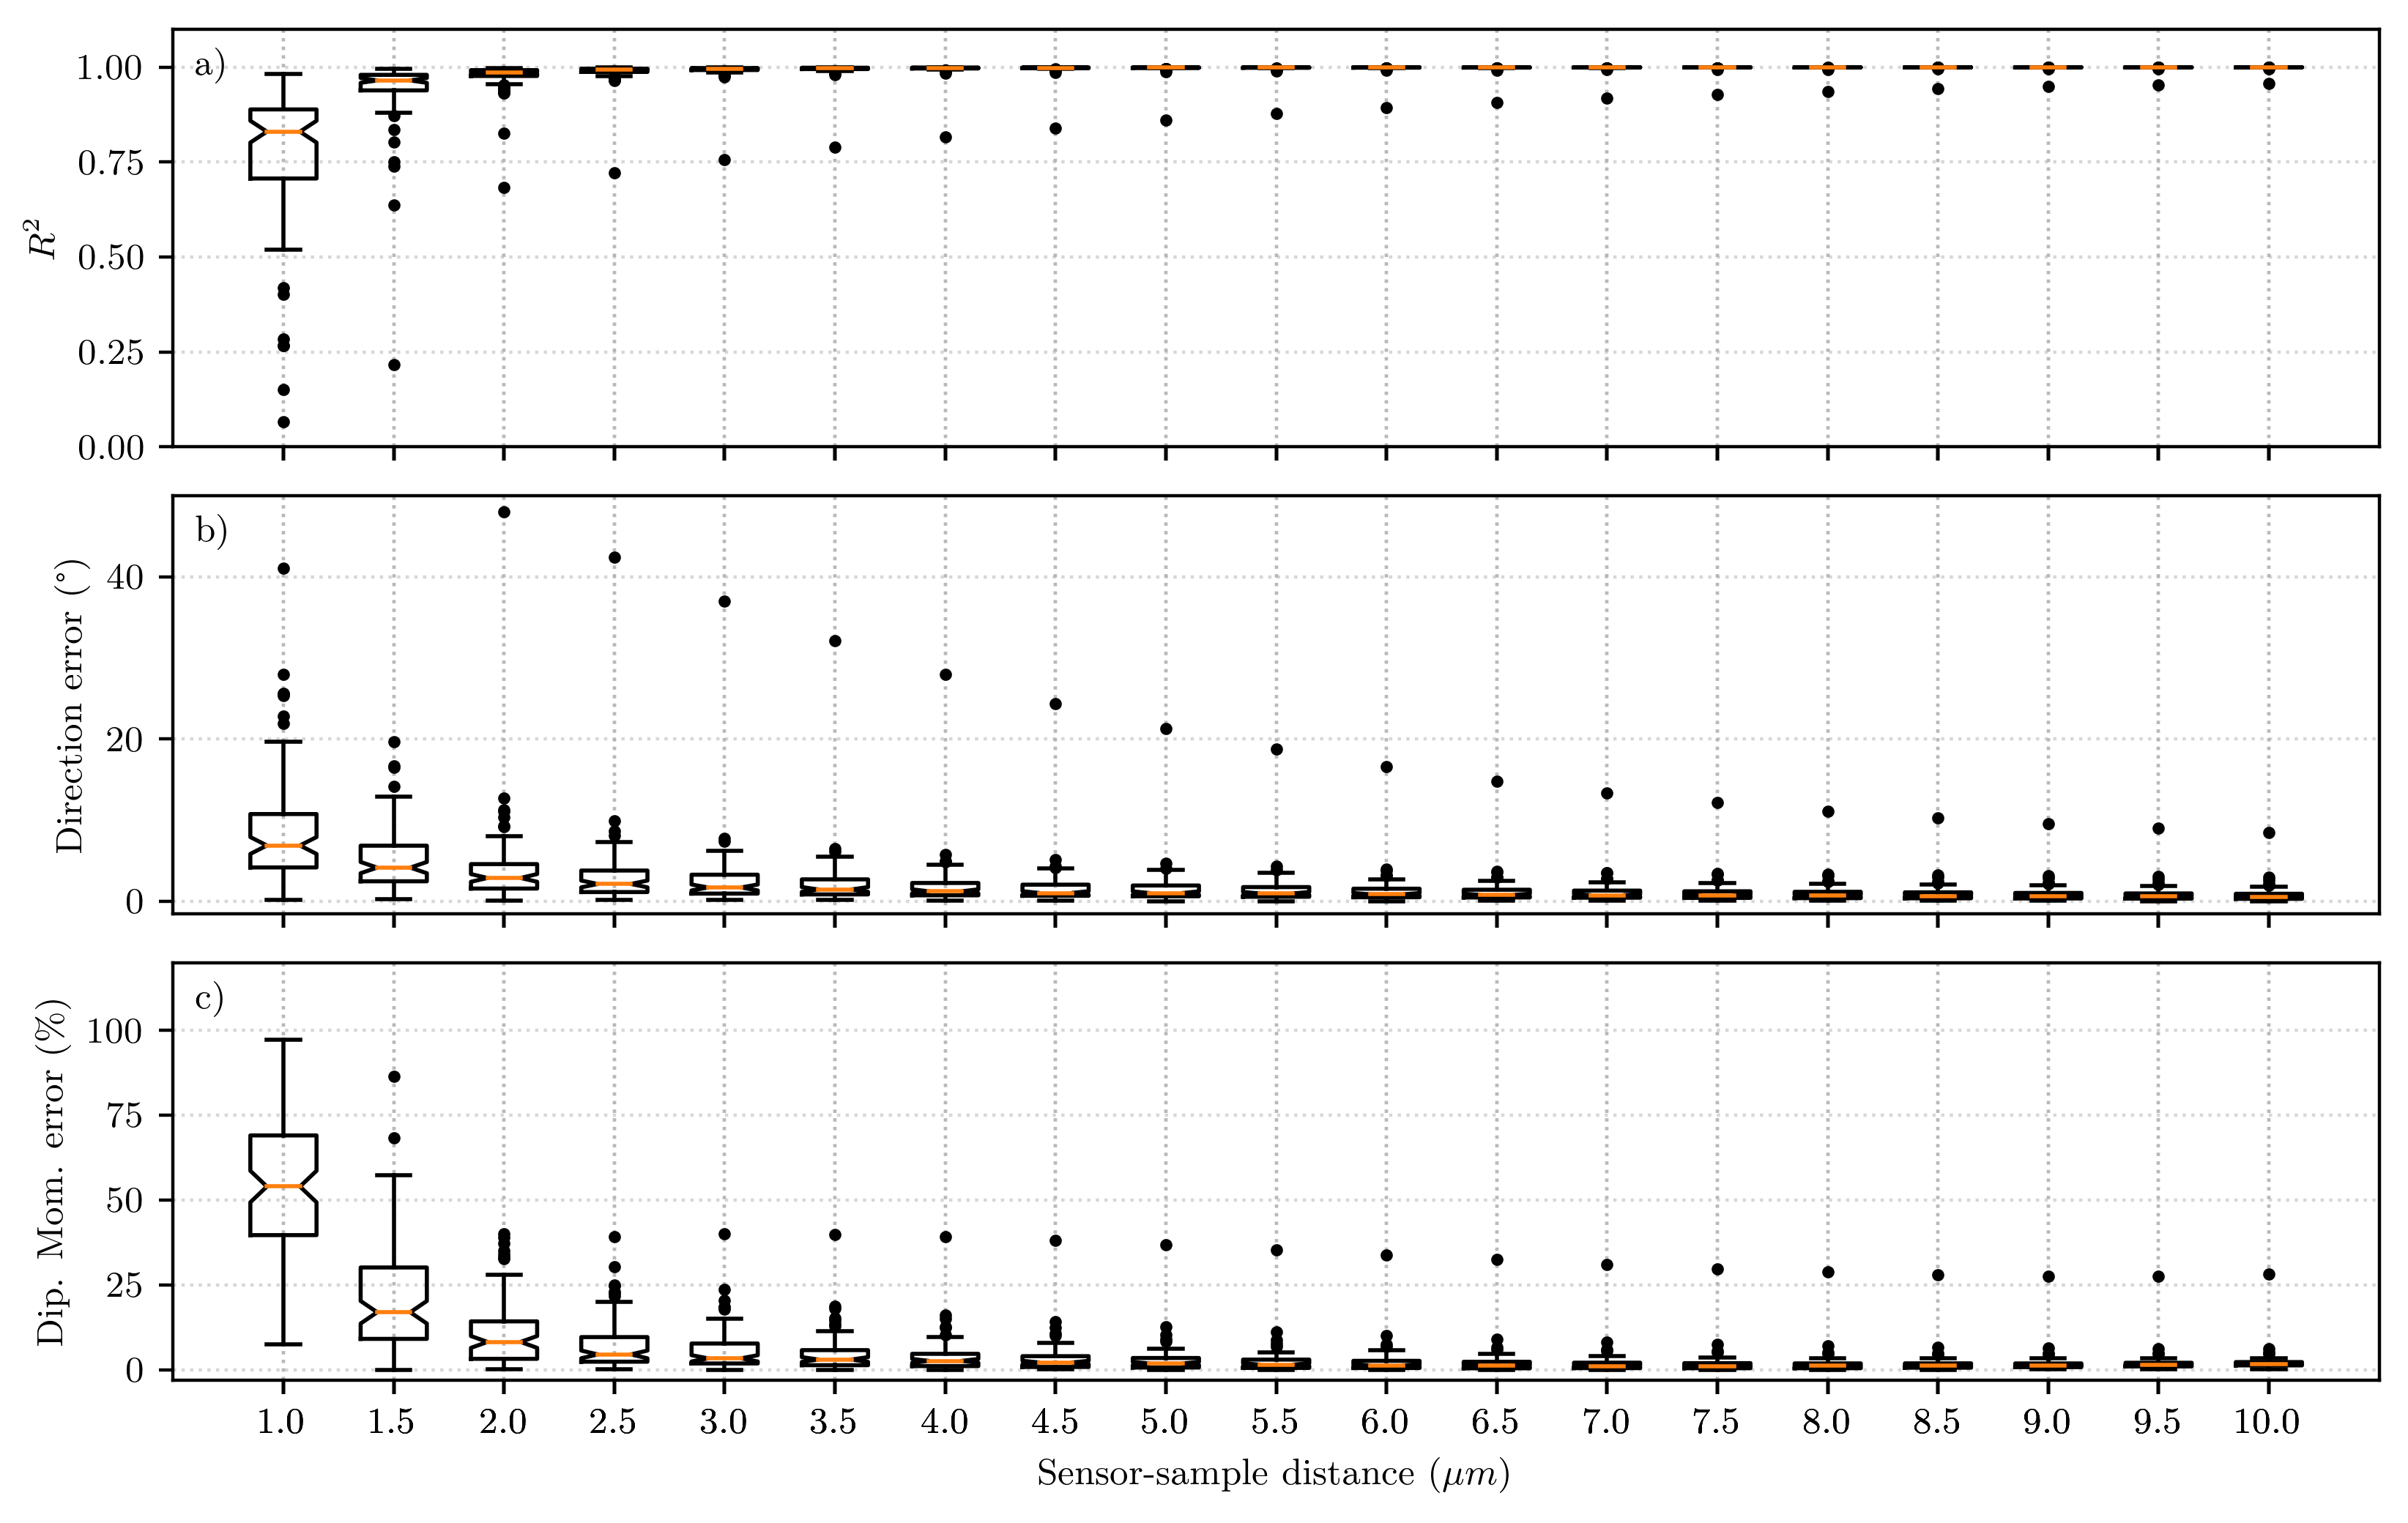 a)
1.00
0.75
0.50
0.25
0.00
R²
b)
40
20
0
Direction error (°)
c)
100
75
50
25
0
Dip. Mom. error (%)
1.0 1.5 2.0 2.5 3.0 3.5 4.0 4.5 5.0 5.5 6.0 6.5 7.0 7.5 8.0 8.5 9.0 9.5 10.0
Sensor-sample distance (μm)